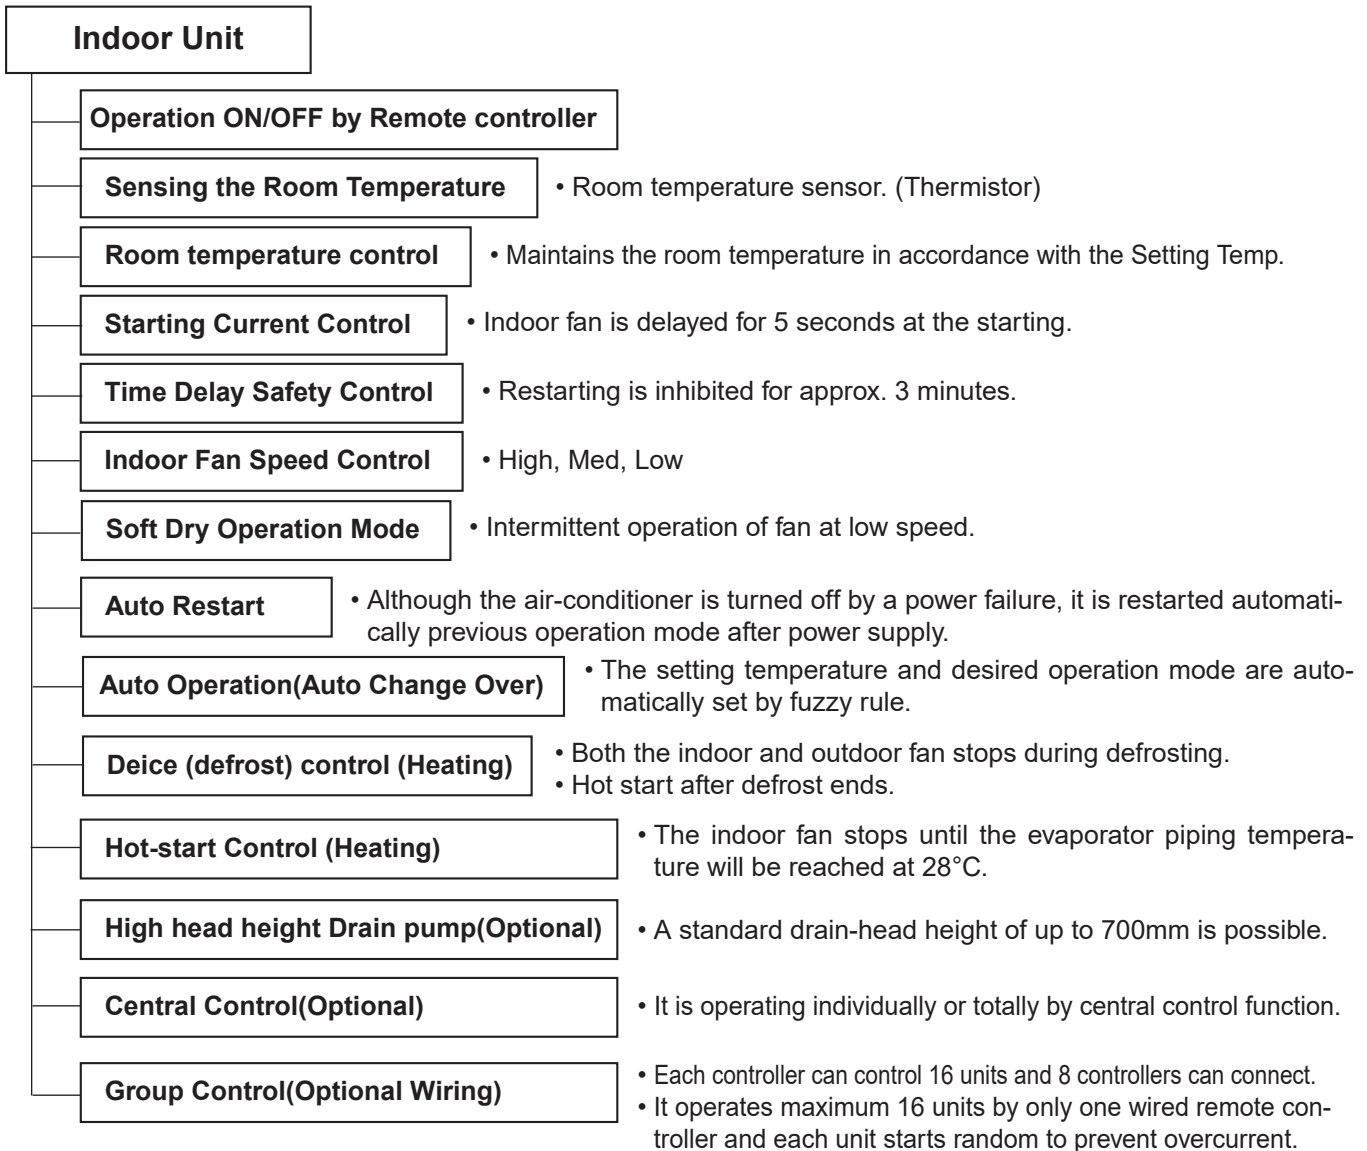 Indoor Unit
Operation ON/OFF by Remote controller
Sensing the Room Temperature
• Room temperature sensor. (Thermistor)
Room temperature control
• Maintains the room temperature in accordance with the Setting Temp.
Starting Current Control
• Indoor fan is delayed for 5 seconds at the starting.
Time Delay Safety Control
• Restarting is inhibited for approx. 3 minutes.
Indoor Fan Speed Control
• High, Med, Low
Soft Dry Operation Mode
• Intermittent operation of fan at low speed.
Auto Restart
• Although the air-conditioner is turned off by a power failure, it is restarted automati-
cally previous operation mode after power supply.
Auto Operation(Auto Change Over)
• The setting temperature and desired operation mode are auto-
matically set by fuzzy rule.
Deice (defrost) control (Heating)
• Both the indoor and outdoor fan stops during defrosting.
• Hot start after defrost ends.
Hot-start Control (Heating)
• The indoor fan stops until the evaporator piping tempera-
ture will be reached at 28°C.
High head height Drain pump(Optional)
• A standard drain-head height of up to 700mm is possible.
Central Control(Optional)
• It is operating individually or totally by central control function.
Group Control(Optional Wiring)
• Each controller can control 16 units and 8 controllers can connect.
• It operates maximum 16 units by only one wired remote con-
troller and each unit starts random to prevent overcurrent.